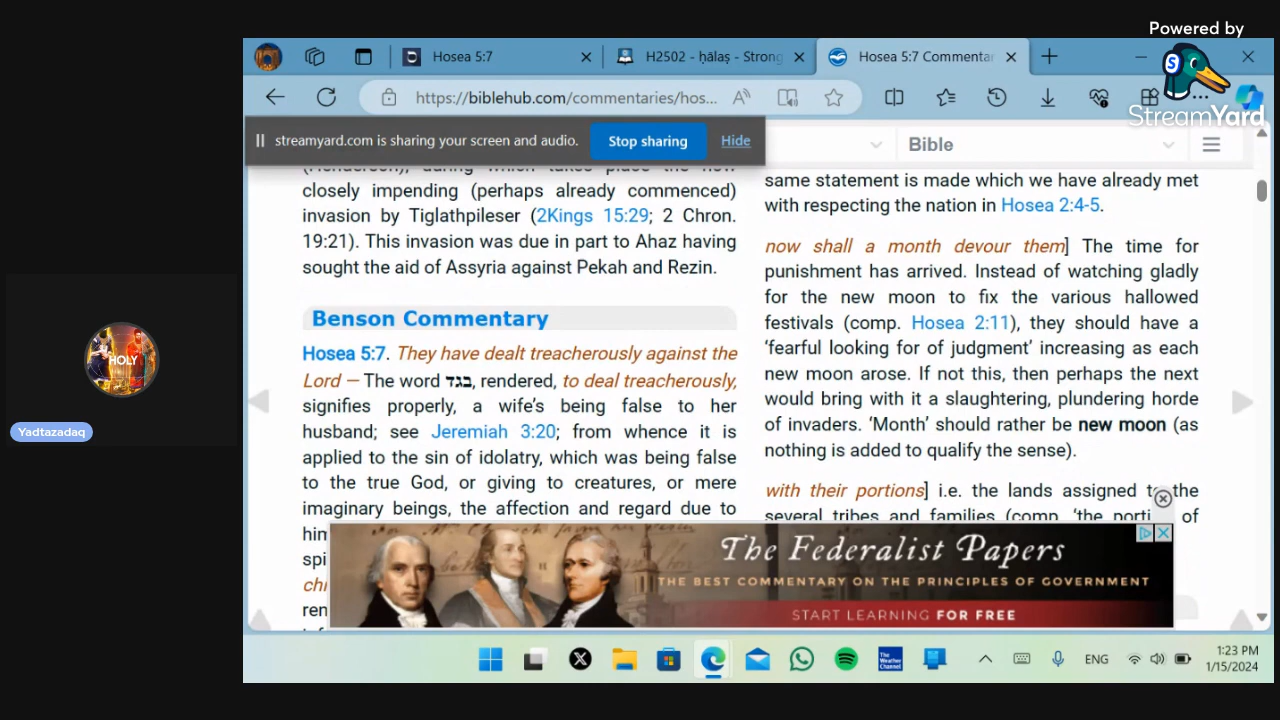 Powered by
StreamYard
Hosea 5:7
H2502 - ḥālaṣ - Strong
Hosea 5:7 Commentar
https://biblehub.com/commentaries/hos...
streamyard.com is sharing your screen and audio.
Stop sharing
Hide
Bible
closely impending (perhaps already commenced)
invasion by Tiglathpileser (2Kings 15:29; 2 Chron.
19:21). This invasion was due in part to Ahaz having
sought the aid of Assyria against Pekah and Rezin.
Benson Commentary
Hosea 5:7. They have dealt treacherously against the
Lord — The word בגד, rendered, to deal treacherously,
signifies properly, a wife's being false to her
husband; see Jeremiah 3:20; from whence it is
applied to the sin of idolatry, which was being false
to the true God, or giving to creatures, or mere
imaginary beings, the affection and regard due to
same statement is made which we have already met
with respecting the nation in Hosea 2:4-5.
now shall a month devour them] The time for
punishment has arrived. Instead of watching gladly
for the new moon to fix the various hallowed
festivals (comp. Hosea 2:11), they should have a
‘fearful looking for of judgment’ increasing as each
new moon arose. If not this, then perhaps the next
would bring with it a slaughtering, plundering horde
of invaders. ‘Month’ should rather be new moon (as
nothing is added to qualify the sense).
with their portions] i.e. the lands assigned to the
several tribes and families (comp. ‘the porti of
The Federalist Papers
THE BEST COMMENTARY ON THE PRINCIPLES OF GOVERNMENT
START LEARNING FOR FREE
HOLY
Yadtazadaq
The Weather Channel
ENG
1:23 PM
1/15/2024